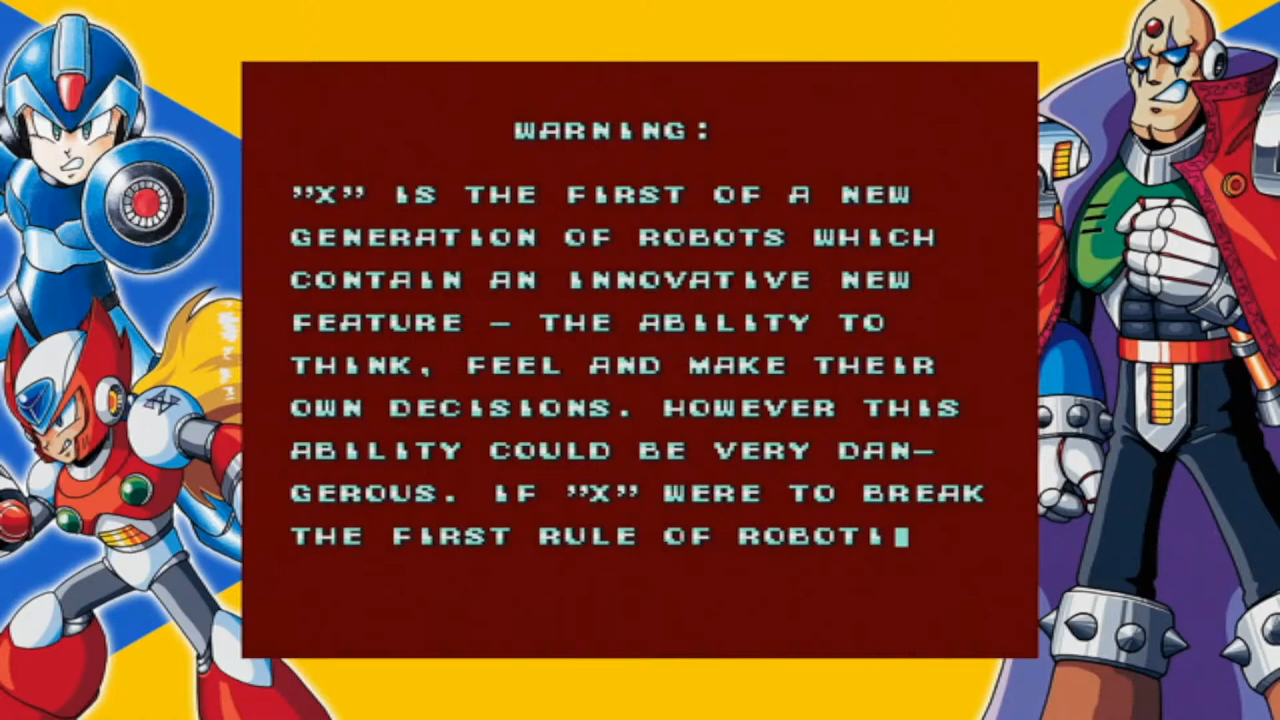 WARNING:
"X" IS THE FIRST OF A NEW
GENERATION OF ROBOTS WHICH
CONTAIN AN INNOVATIVE NEW
FEATURE - THE ABILITY TO
THINK, FEEL AND MAKE THEIR
OWN DECISIONS. HOWEVER THIS
ABILITY COULD BE VERY DAN-
GEROUS. IF "X" WERE TO BREAK
THE FIRST RULE OF ROBOTI